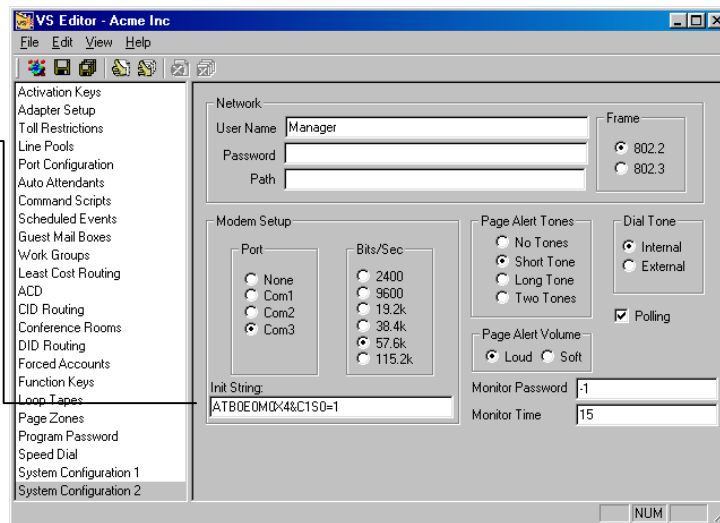 VS Editor - Acme Inc
File Edit View Help
Activation Keys
Adapter Setup
Toll Restrictions
Line Pools
Port Configuration
Auto Attendants
Command Scripts
Scheduled Events
Guest Mail Boxes
Work Groups
Least Cost Routing
ACD
CID Routing
Conference Rooms
DID Routing
Forced Accounts
Function Keys
Loop Tapes
Page Zones
Program Password
Speed Dial
System Configuration 1
System Configuration 2
Network
User Name Manager
Password
Path
Frame
802.2
802.3
Modem Setup
Port
None
Com1
Com2
Com3
Bits/Sec
2400
9600
19.2k
38.4k
57.6k
115.2k
Init String:
ATB0E0M0X4&C1S0=1
Page Alert Tones
No Tones
Short Tone
Long Tone
Two Tones
Dial Tone
Internal
External
Polling
Page Alert Volume
Loud Soft
Monitor Password -1
Monitor Time 15
NUM